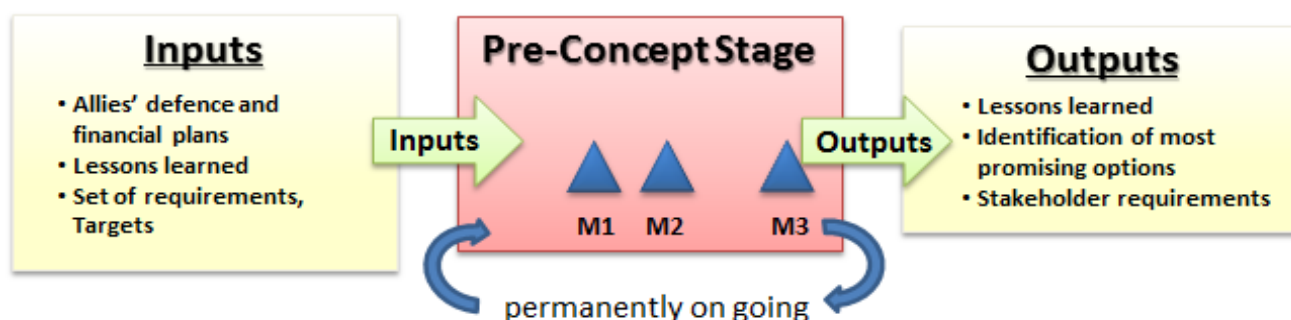 Inputs
• Allies' defence and
financial plans
• Lessons learned
• Set of requirements,
Targets
Inputs
Pre-Concept Stage
M1 M2 M3
permanently on going
Outputs
Outputs
• Lessons learned
• Identification of most
promising options
• Stakeholder requirements